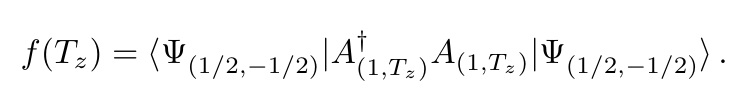 f(T_z) = ⟨Ψ_{(1/2,−1/2)}|A^†_{(1,T_z)} A_{(1,T_z)}|Ψ_{(1/2,−1/2)}⟩ .